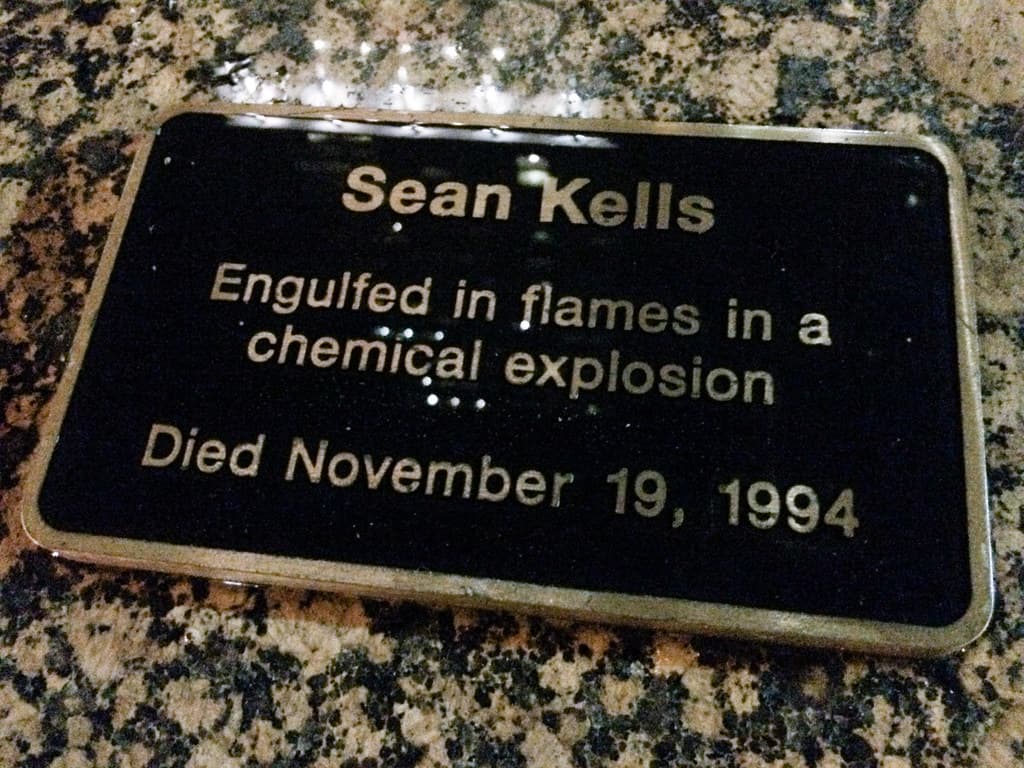 Sean Kells
Engulfed in flames in a
chemical explosion
Died November 19, 1994